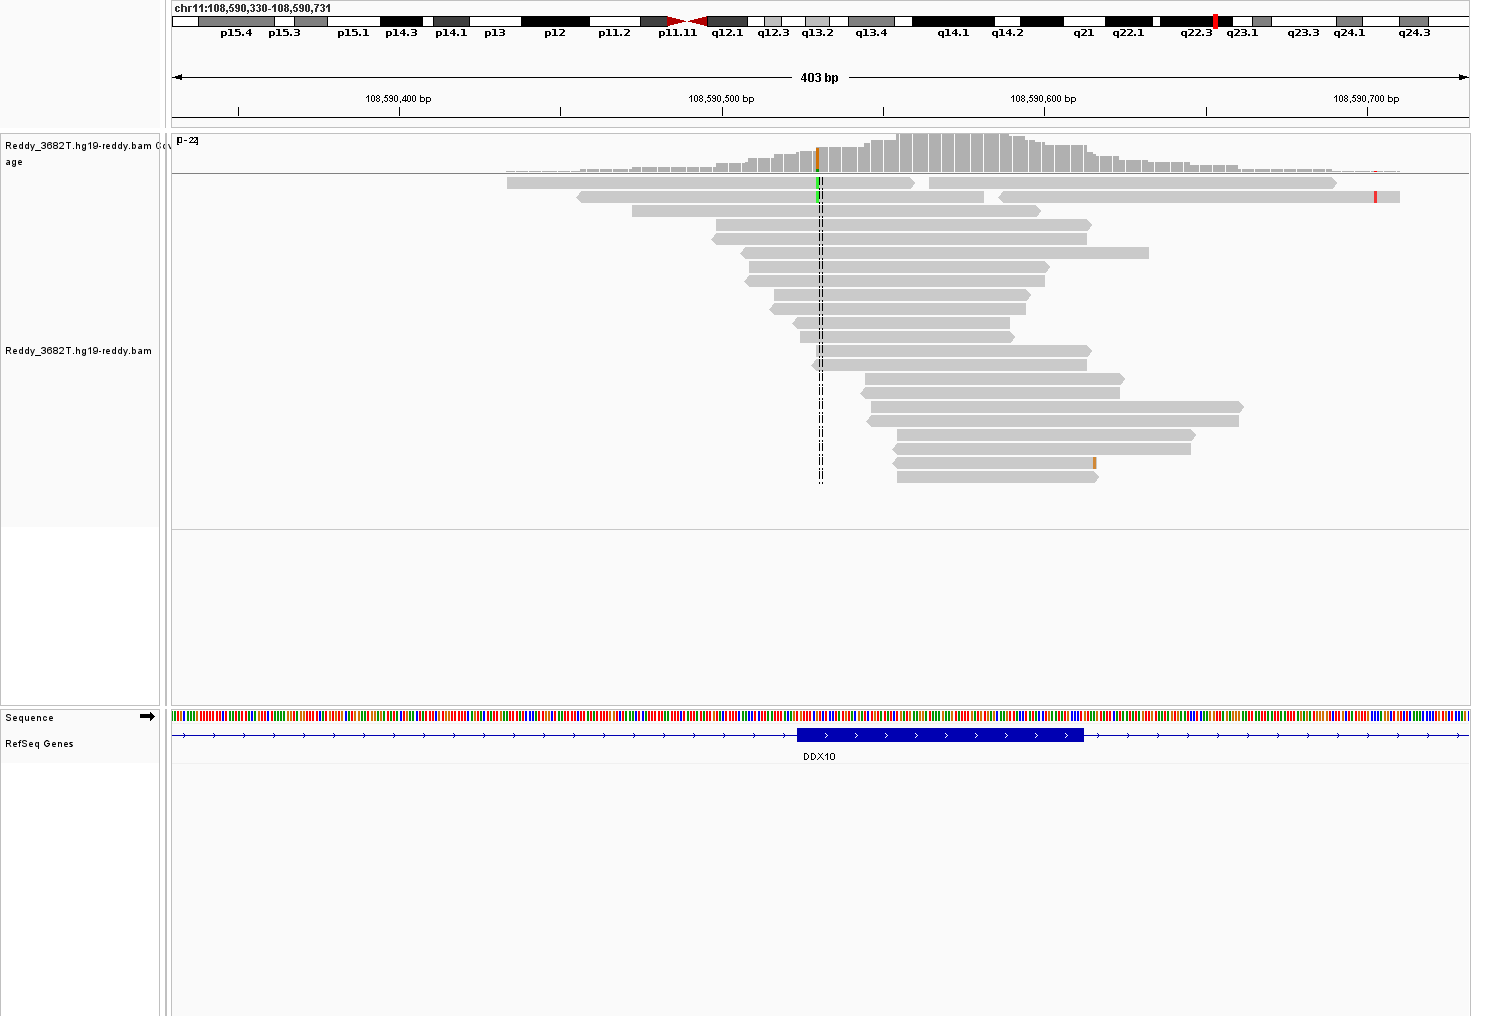 chr11:108,590,330-108,590,731
p15.4 p15.3 p15.1 p14.3 p14.1 p13 p12 p11.2 p11.11 q12.1 q12.3 q13.2 q13.4 q14.1 q14.2 q21 q22.1 q22.3 q23.1 q23.3 q24.1 q24.3
403 bp
108,590,400 bp 108,590,500 bp 108,590,600 bp 108,590,700 bp
[0-22]
Reddy_3682T.hg19-reddy.bam Cov
age
Reddy_3682T.hg19-reddy.bam
Sequence
RefSeq Genes
DDX10